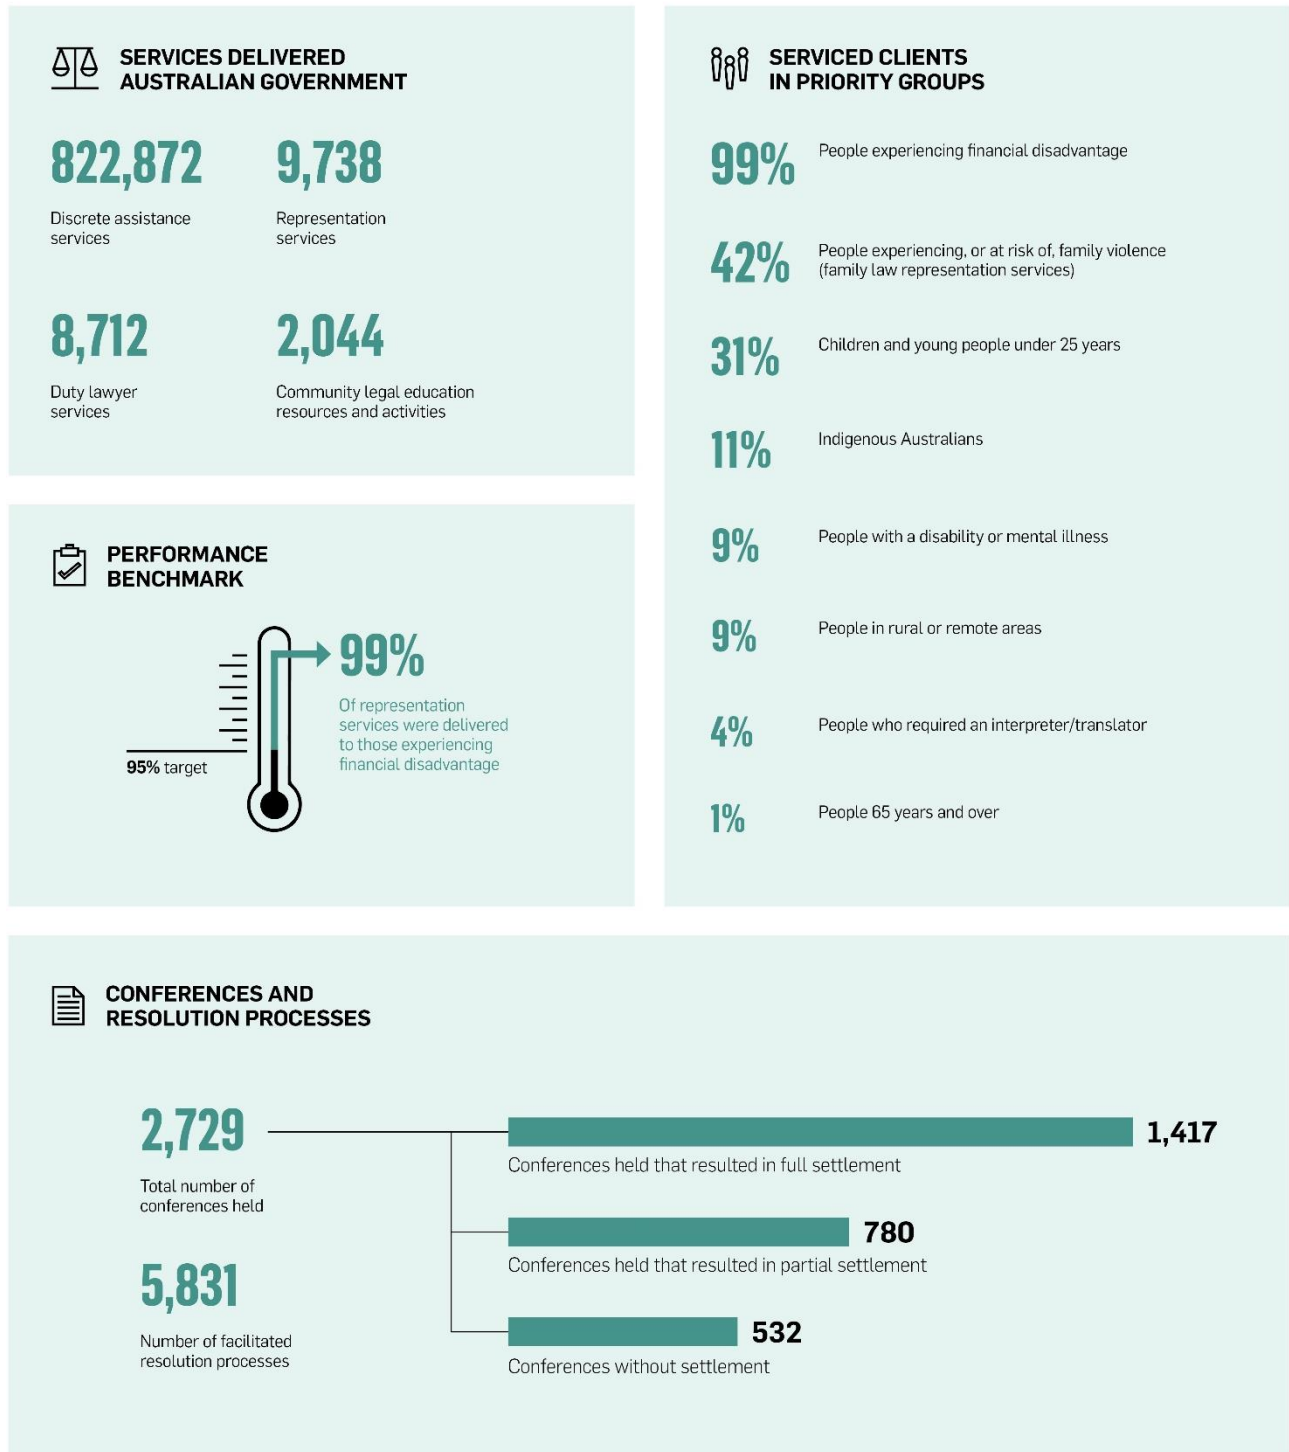 SERVICES DELIVERED
AUSTRALIAN GOVERNMENT
822,872
Discrete assistance
services
9,738
Representation
services
8,712
Duty lawyer
services
2,044
Community legal education
resources and activities
PERFORMANCE
BENCHMARK
99%
Of representation
services were delivered
to those experiencing
financial disadvantage
95% target
SERVICED CLIENTS
IN PRIORITY GROUPS
99%
People experiencing financial disadvantage
42%
People experiencing, or at risk of, family violence
(family law representation services)
31%
Children and young people under 25 years
11%
Indigenous Australians
9%
People with a disability or mental illness
9%
People in rural or remote areas
4%
People who required an interpreter/translator
1%
People 65 years and over
CONFERENCES AND
RESOLUTION PROCESSES
2,729
Total number of
conferences held
5,831
Number of facilitated
resolution processes
1,417
Conferences held that resulted in full settlement
780
Conferences held that resulted in partial settlement
532
Conferences without settlement